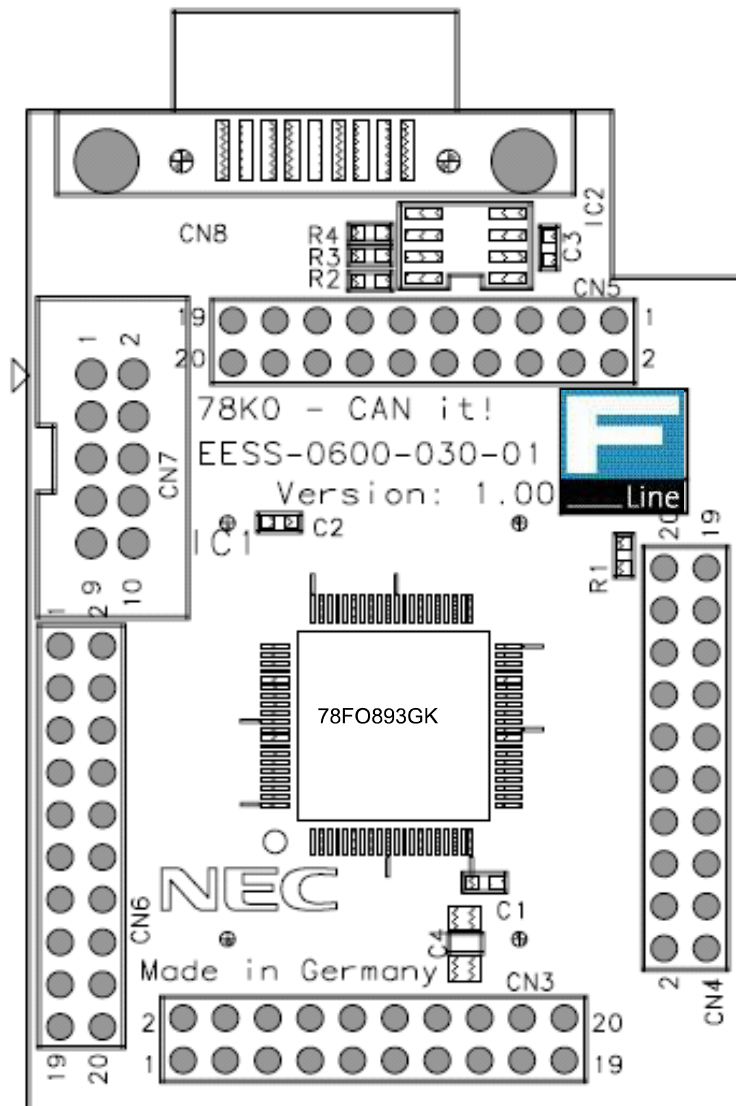 CN8
R4
R3
R2
IC2
C3
CN5
19 1
20 2
1 2
CN7
9 10
78K0 - CAN it!
EESS-0600-030-01
Version: 1.00
F
Line
IC1
C2
R1
20 19
1 2
78FO893GK
NEC
C1
C4
CN6
Made in Germany
CN3
2 CN4
2 20
1 19
19 20